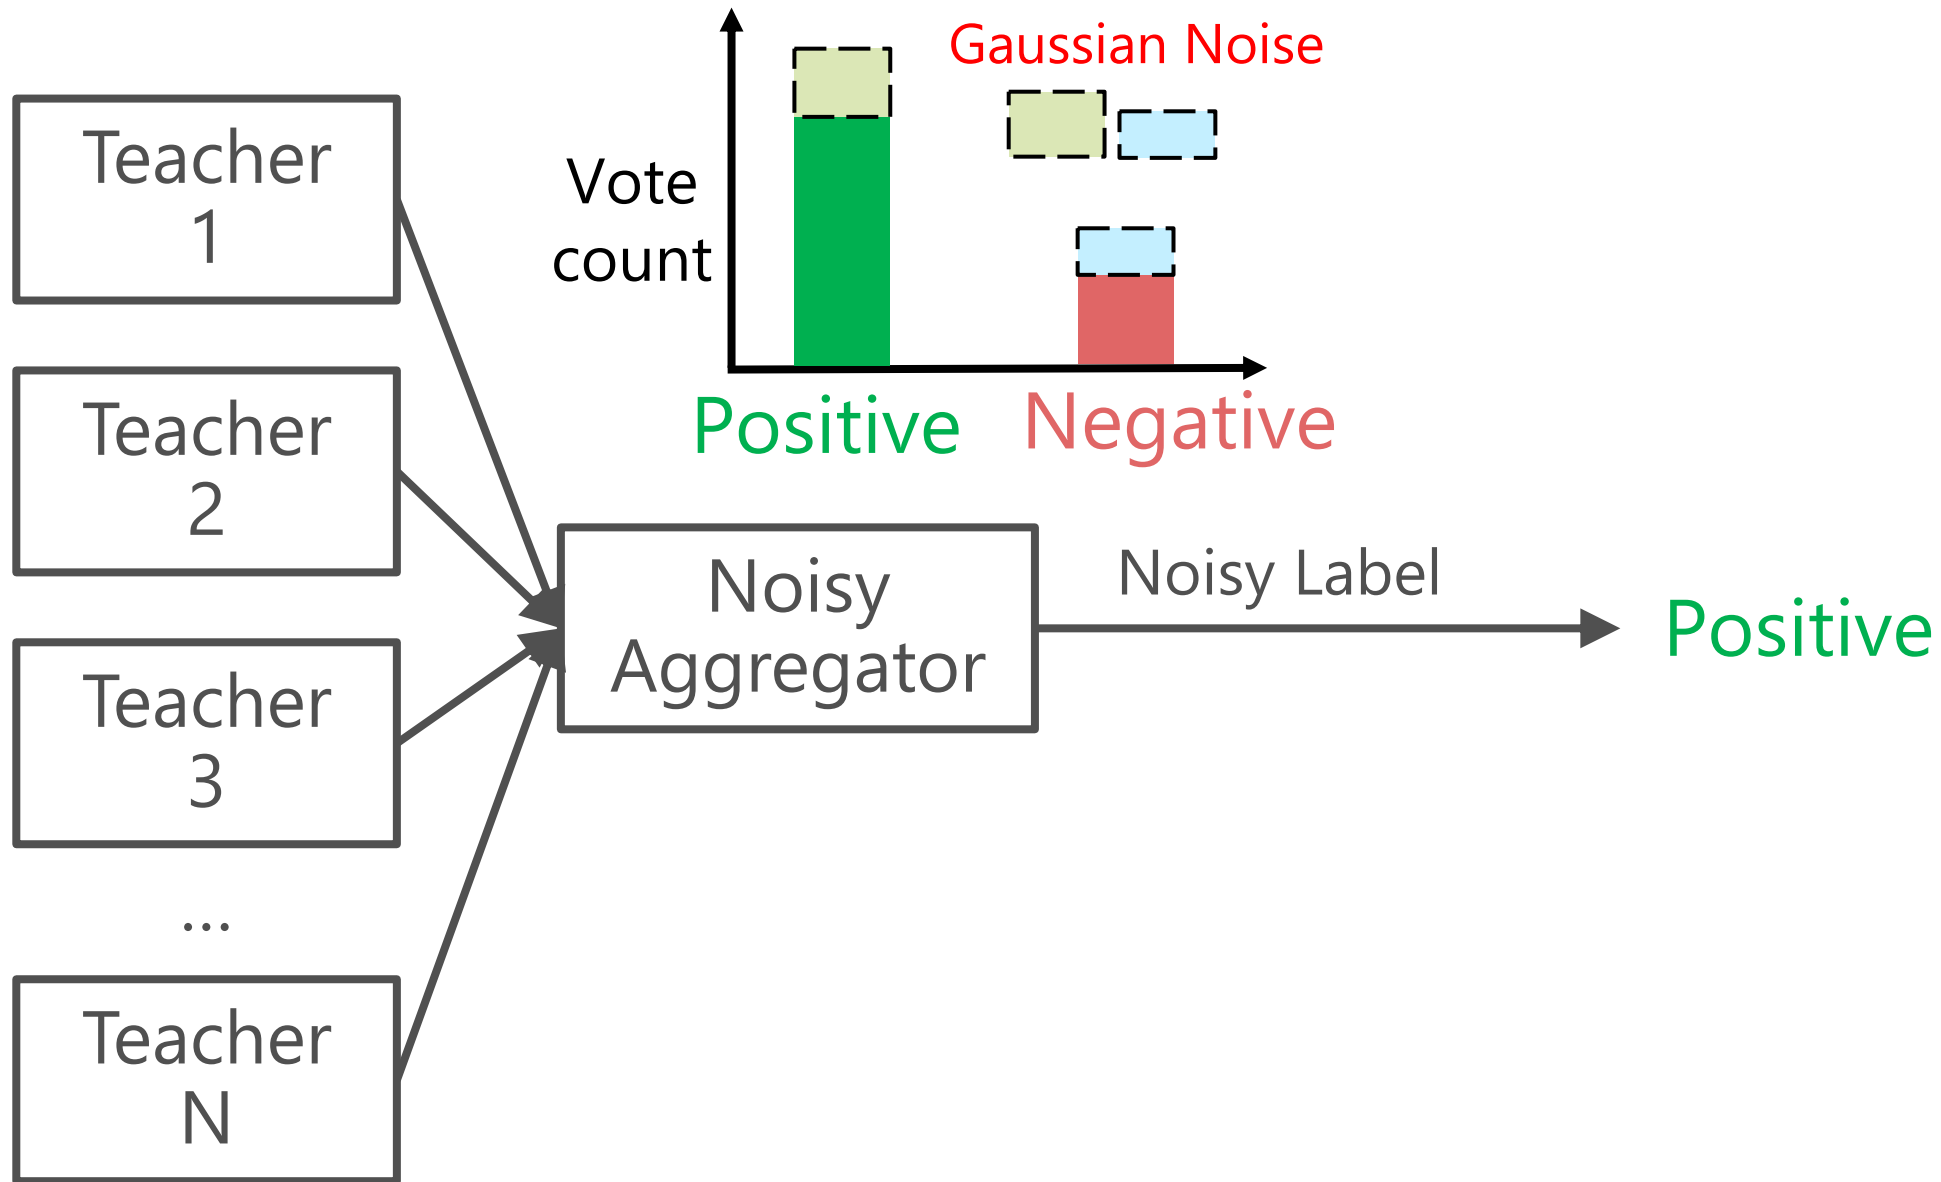 Teacher
1
Teacher
2
Teacher
3
...
Teacher
N
Gaussian Noise
Vote
count
Positive
Negative
Noisy
Aggregator
Noisy Label
Positive